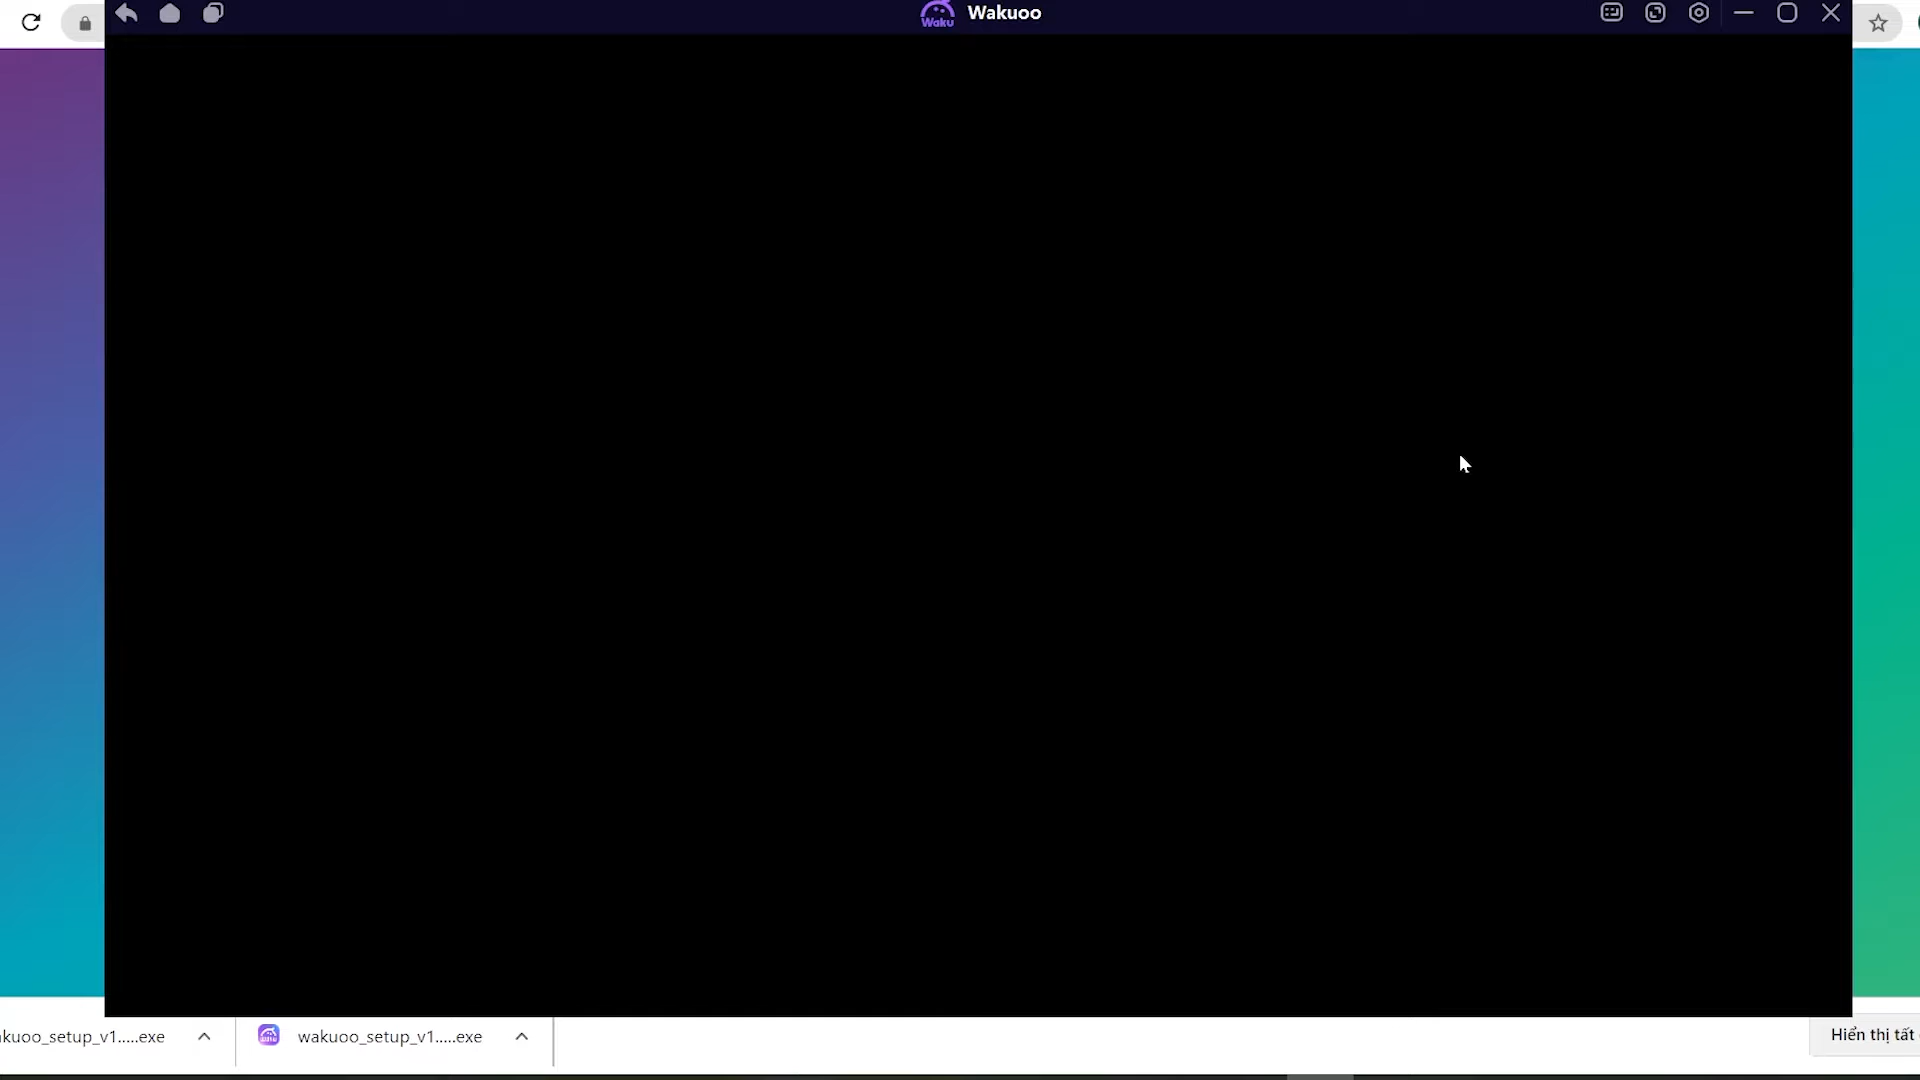 Waku
Wakuoo
kuoo_setup_v1.....exe
wakuoo_setup_v1.....exe
Hiển thị tất